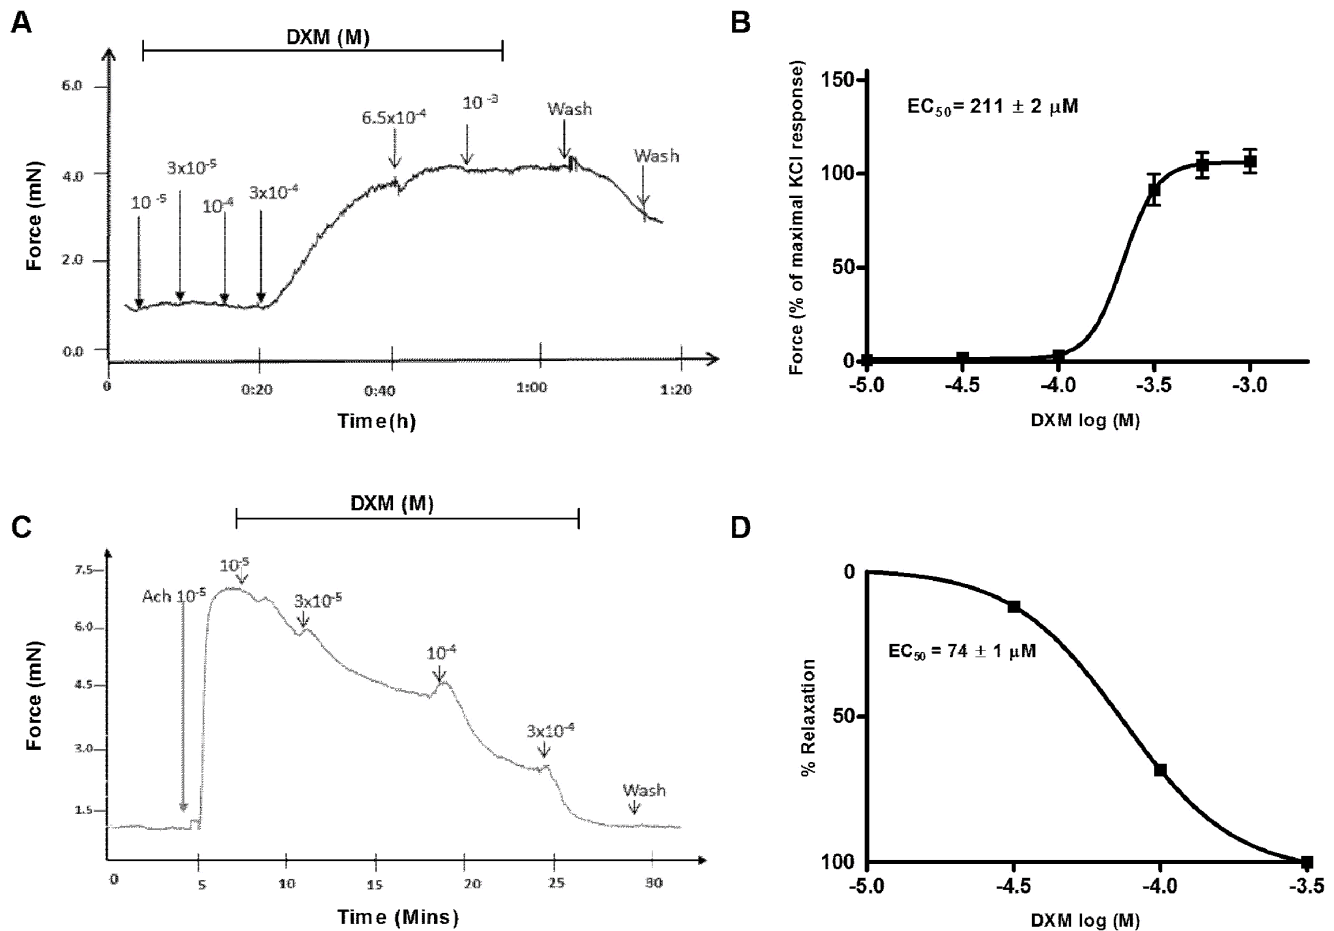 A
DXM (M)
6.0
4.0
2.0
0.0
Force (mN)
10⁻⁵
3x10⁻⁵
10⁻⁴
3x10⁻⁴
6.5x10⁻⁴
10⁻³
Wash
Wash
0
0:20
0:40
1:00
1:20
Time(h)
B
Force (% of maximal KCl response)
150
100
50
0
EC₅₀ = 211 ± 2 µM
-5.0
-4.5
-4.0
-3.5
-3.0
DXM log (M)
C
DXM (M)
7.5
6.0
4.5
3.0
1.5
Force (mN)
Ach 10⁻⁵
10⁻⁵
3x10⁻⁵
10⁻⁴
3x10⁻⁴
Wash
0
5
10
15
20
25
30
Time (Mins)
D
% Relaxation
0
50
100
EC₅₀ = 74 ± 1 µM
-5.0
-4.5
-4.0
-3.5
DXM log (M)